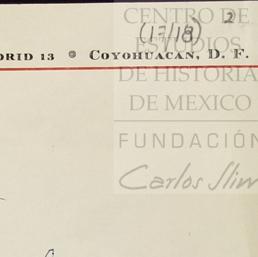 CENTRO DE
2
ESTUDIOS
(17/18)
DRID 13 COYOHUACAN, D. F.
DE HISTORIA
DE MEXICO
FUNDACIÓN
Carlos Slim